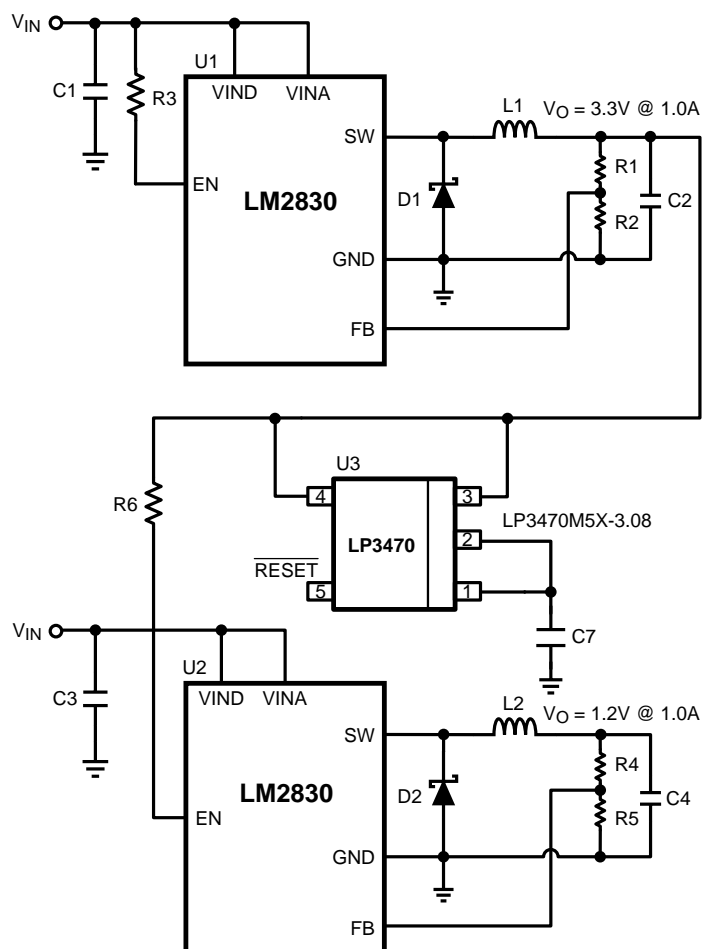 VIN
U1
C1
R3
VIND VINA
L1 VO = 3.3V @ 1.0A
SW
R1
EN
LM2830
D1
C2
R2
GND
FB
U3
R6
4
3
LP3470M5X-3.08
2
LP3470
RESET
5
1
VIN
C7
U2
VIND VINA
L2 VO = 1.2V @ 1.0A
C3
SW
R4
LM2830
D2
C4
EN
R5
GND
FB